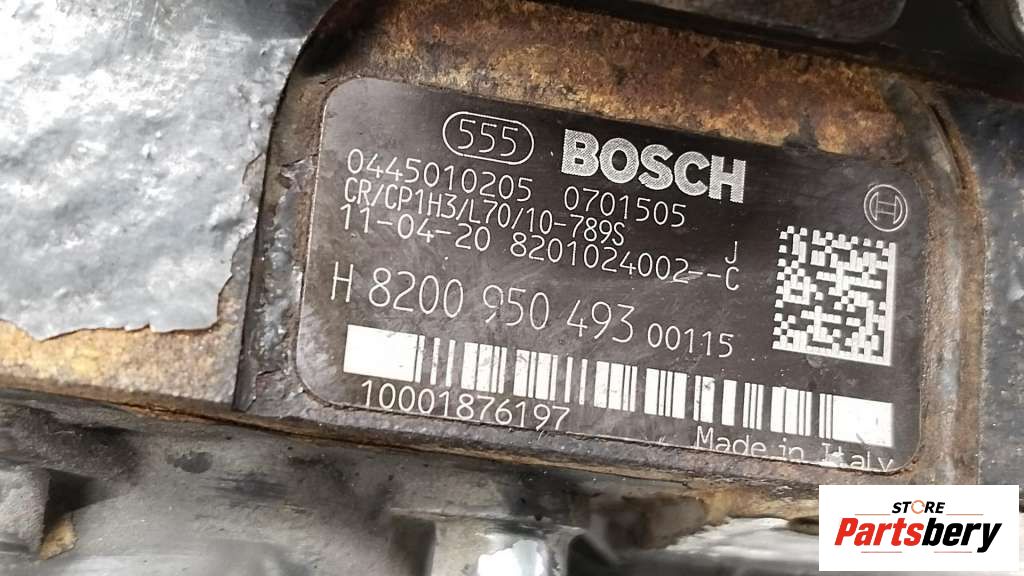 555 BOSCH
0445010205 0701505
CR/CP1H3/L70/10-789S
J
11-04-20 8201024002--C
H 8200 950 493 00115
10001876197
Made in Italy
STORE
Partsbery